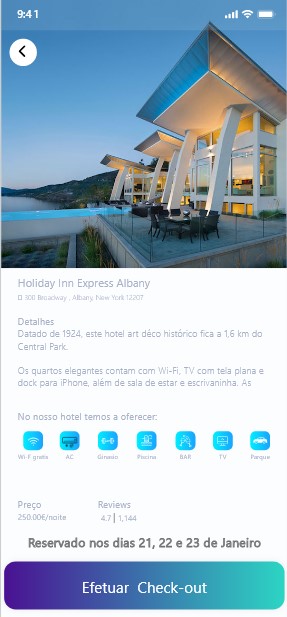 9:41
Holiday Inn Express Albany
300 Broadway , Albany New York 12207
Detalhes
Datado de 1924, este hotel art déco histórico fica a 1,6 km do
Central Park.
Os quartos elegantes contam com Wi-Fi, TV com tela plana e
dock para iPhone, além de sala de estar e escrivaninha. As
No nosso hotel temos a oferecer:
Wi-F gratis AC Ginasio Piscina BAR TV Parque
Preço Reviews
250.00€/noite 4.7 | 1,144
Reservado nos dias 21, 22 e 23 de Janeiro
Efetuar Check-out